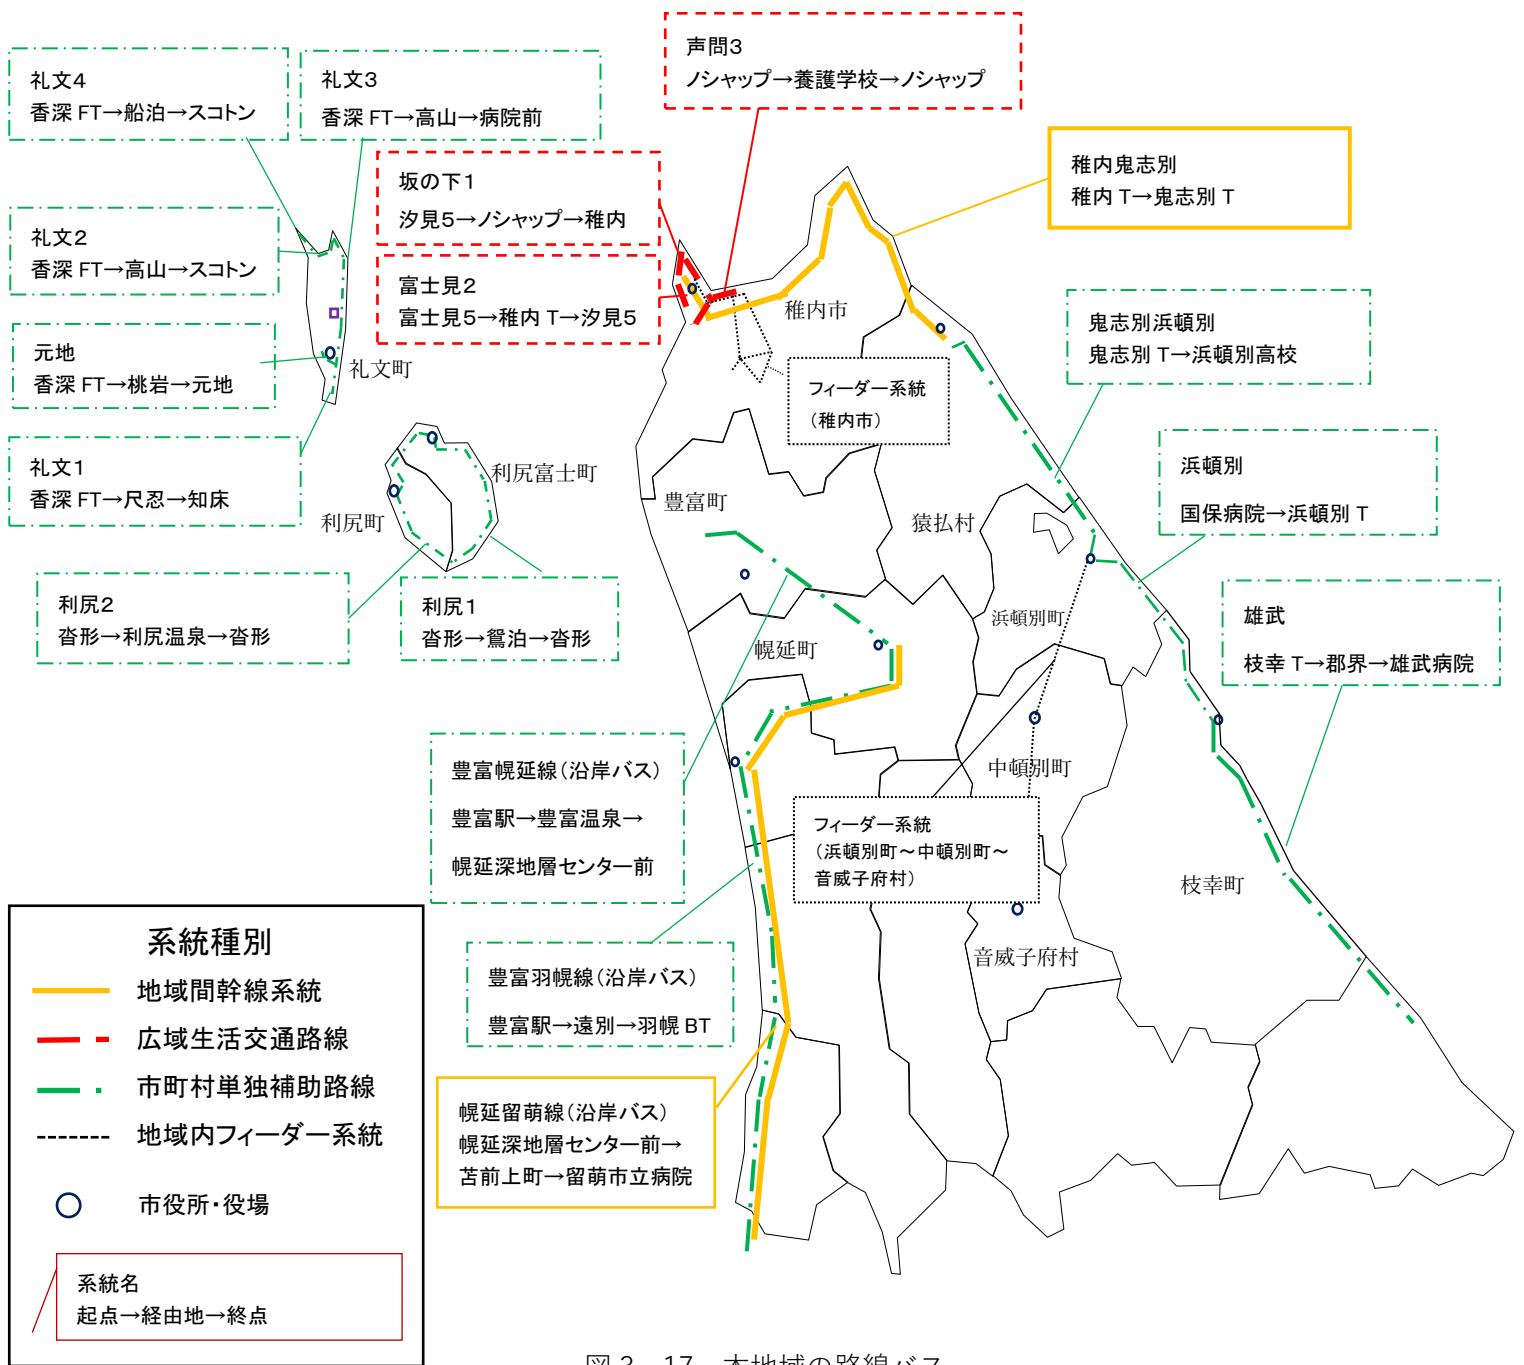 声問3
ノシャップ→養護学校→ノシャップ
礼文4
香深 FT→船泊→スコトン
礼文3
香深 FT→高山→病院前
稚内鬼志別
稚内 T→鬼志別 T
坂の下1
汐見5→ノシャップ→稚内
礼文2
香深 FT→高山→スコトン
富士見2
富士見5→稚内 T→汐見5
稚内市
鬼志別浜頓別
鬼志別 T→浜頓別高校
元地
香深 FT→桃岩→元地
礼文町
フィーダー系統
(稚内市)
礼文1
香深 FT→尺忍→知床
利尻富士町
利尻町
豊富町
猿払村
浜頓別
国保病院→浜頓別 T
利尻2
沓形→利尻温泉→沓形
利尻1
沓形→鴛泊→沓形
浜頓別町
雄武
枝幸 T→郡界→雄武病院
幌延町
豊富幌延線(沿岸バス)
豊富駅→豊富温泉→
幌延深地層センター前
中頓別町
フィーダー系統
(浜頓別町~中頓別町~
音威子府村)
枝幸町
音威子府村
豊富羽幌線(沿岸バス)
豊富駅→遠別→羽幌 BT
幌延留萌線(沿岸バス)
幌延深地層センター前→
苫前上町→留萌市立病院
系統種別
地域間幹線系統
広域生活交通路線
市町村単独補助路線
地域内フィーダー系統
市役所・役場
系統名
起点→経由地→終点
図 3-17 本地域の路線バス